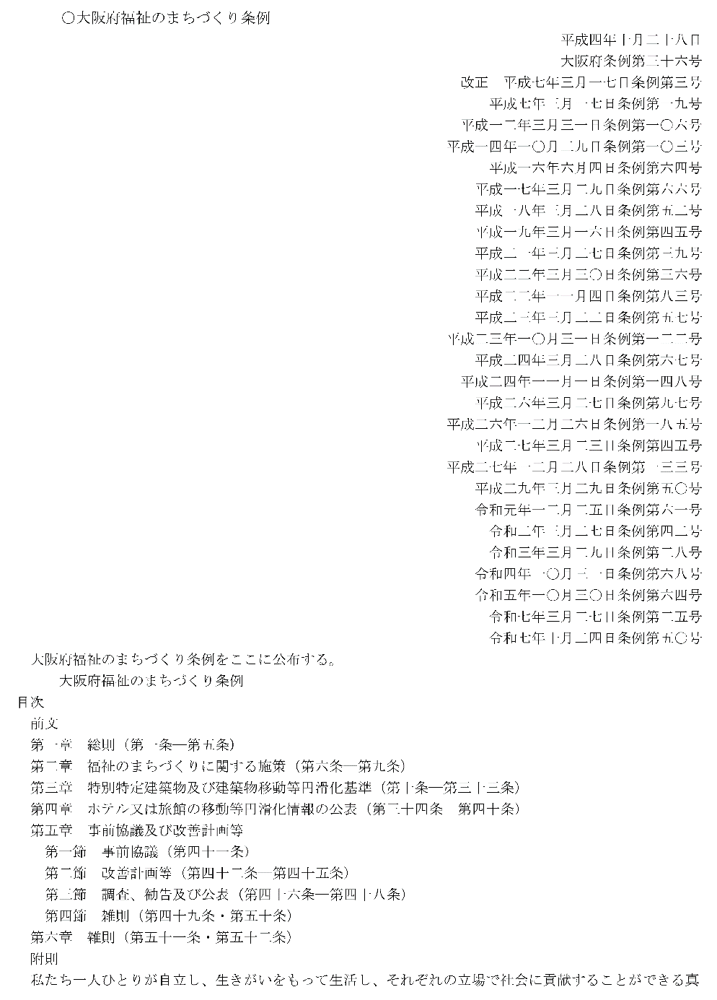 ○大阪府福祉のまちづくり条例
平成四年十月二十八日
大阪府条例第三十六号
改正　平成七年三月一七日条例第三号
平成七年三月一七日条例第一九号
平成一二年三月三一日条例第一〇六号
平成一四年一〇月二九日条例第一〇三号
平成一六年六月四日条例第六四号
平成一七年三月二九日条例第六六号
平成一八年三月二八日条例第五二号
平成一九年三月一六日条例第四五号
平成二一年三月二七日条例第三九号
平成二二年三月三〇日条例第三六号
平成二二年一一月四日条例第八三号
平成二三年三月二二日条例第五七号
平成二三年一〇月三一日条例第一二二号
平成二四年三月二八日条例第六七号
平成二四年一一月一日条例第一四八号
平成二六年三月二七日条例第九七号
平成二六年一二月二六日条例第一八五号
平成二七年三月二三日条例第四五号
平成二七年一二月二八日条例第一三三号
平成二九年三月二九日条例第五〇号
令和元年一二月二五日条例第六一号
令和二年三月二七日条例第四二号
令和三年三月二九日条例第二八号
令和四年一〇月三一日条例第六八号
令和五年一〇月三〇日条例第六四号
令和七年三月二七日条例第二五号
令和七年十月二四日条例第五〇号
大阪府福祉のまちづくり条例をここに公布する。
大阪府福祉のまちづくり条例
目次
前文
第一章　総則（第一条―第五条）
第二章　福祉のまちづくりに関する施策（第六条―第九条）
第三章　特別特定建築物及び建築物移動等円滑化基準（第十条―第三十三条）
第四章　ホテル又は旅館の移動等円滑化情報の公表（第三十四条―第四十条）
第五章　事前協議及び改善計画等
第一節　事前協議（第四十一条）
第二節　改善計画等（第四十二条―第四十五条）
第三節　調査、勧告及び公表（第四十六条―第四十八条）
第四節　雑則（第四十九条・第五十条）
第六章　雑則（第五十一条・第五十二条）
附則
私たち一人ひとりが自立し、生きがいをもって生活し、それぞれの立場で社会に貢献することができる真